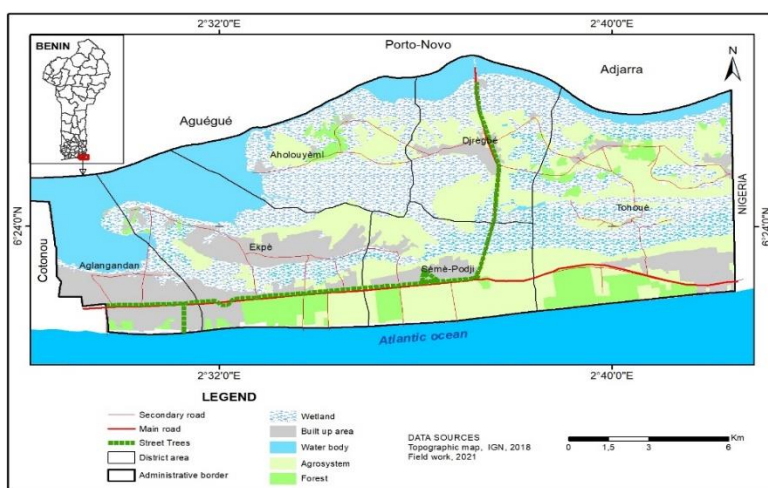 2°32'0"E
2°40'0"E
BENIN
Porto-Novo
N
Adjarra
Aguégué
Aholouyèmi
Djrègbé
NIGERIA
6°24'0"N
6°24'0"N
Tohouè
Cotonou
Ekpè
Aglangandan
Sèmè-Podji
Atlantic ocean
2°32'0"E
2°40'0"E
LEGEND
Secondary road
Main road
Street Trees
District area
Administrative border
Wetland
Built up area
Water body
Agrosystem
Forest
DATA SOURCES
Topographic map, IGN, 2018
Field work, 2021
Km
0 1,5 3 6